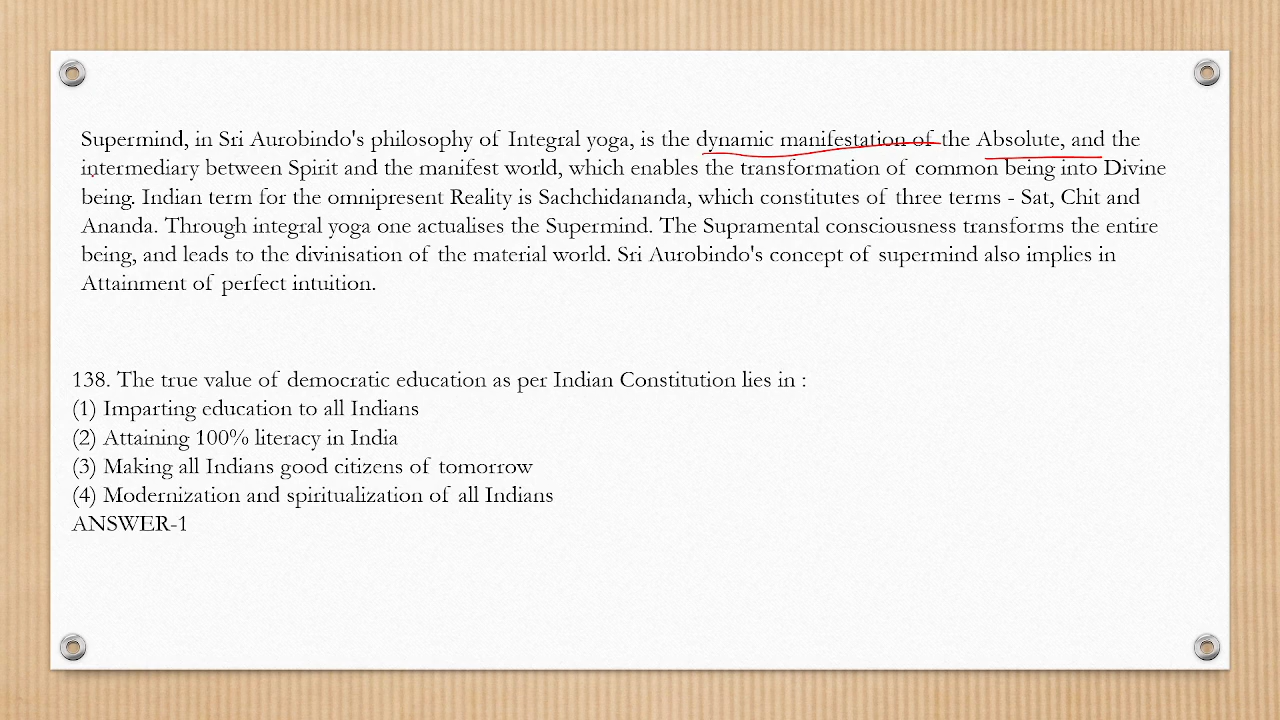 Supermind, in Sri Aurobindo's philosophy of Integral yoga, is the dynamic manifestation of the Absolute, and the
intermediary between Spirit and the manifest world, which enables the transformation of common being into Divine
being. Indian term for the omnipresent Reality is Sachchidananda, which constitutes of three terms - Sat, Chit and
Ananda. Through integral yoga one actualises the Supermind. The Supramental consciousness transforms the entire
being, and leads to the divinisation of the material world. Sri Aurobindo's concept of supermind also implies in
Attainment of perfect intuition.
138. The true value of democratic education as per Indian Constitution lies in :
(1) Imparting education to all Indians
(2) Attaining 100% literacy in India
(3) Making all Indians good citizens of tomorrow
(4) Modernization and spiritualization of all Indians
ANSWER-1